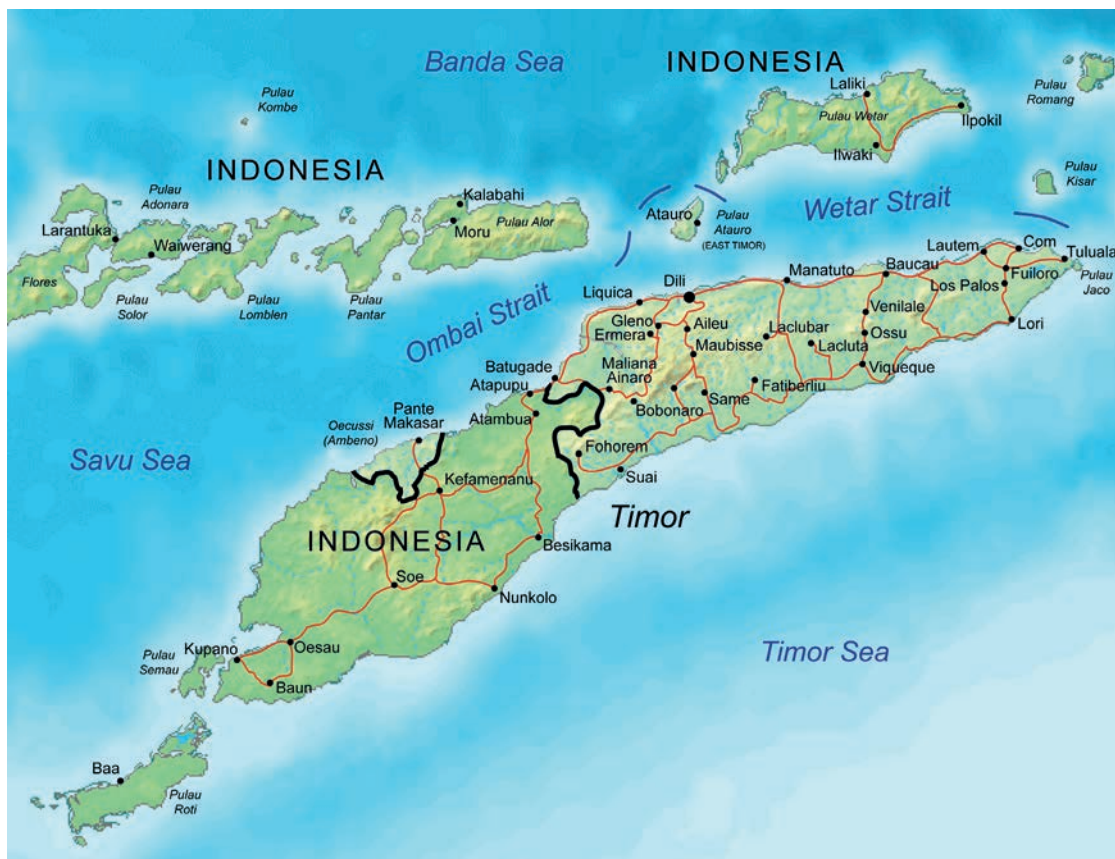 Banda Sea
INDONESIA
Laliki
Pulau
Romang
Pulau
Kombe
Pulau Wetar
Ilpokil
Ilwaki
INDONESIA
Pulau
Kisar
Pulau
Adonara
Kalabahi
Larantuka
Waiwerang
Moru
Pulau Alor
Atauro
Pulau
Atauro
(EAST TIMOR)
Wetar Strait
Flores
Pulau
Solor
Pulau
Lomblen
Pulau
Pantar
Ombai Strait
Lautem
Com
Tuluala
Pulau
Jaco
Baucau
Fuiloro
Los Palos
Lori
Manatuto
Dili
Liquica
Venilale
Gleno
Ermera
Aileu
Laclubar
Ossu
Maubisse
Lacluta
Viqueque
Maliana
Ainaro
Batugade
Atapupu
Fatiberliu
Same
Bobonaro
Pante
Makasar
Oecussi
(Ambeno)
Atambua
Fohorem
Suai
Savu Sea
Kefamenanu
Timor
INDONESIA
Besikama
Soe
Nunkolo
Kupano
Oesau
Pulau
Semau
Baun
Timor Sea
Baa
Pulau
Roti